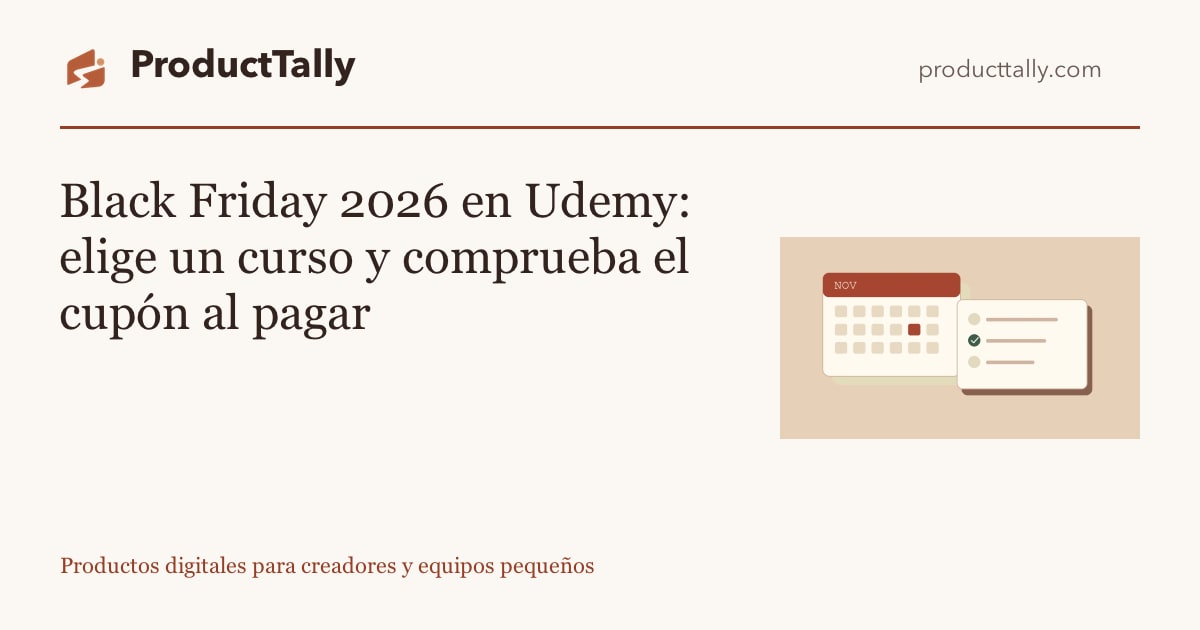 ProductTally
producttally.com
Black Friday 2026 en Udemy:
elige un curso y comprueba el
cupón al pagar
NOV
Productos digitales para creadores y equipos pequeños